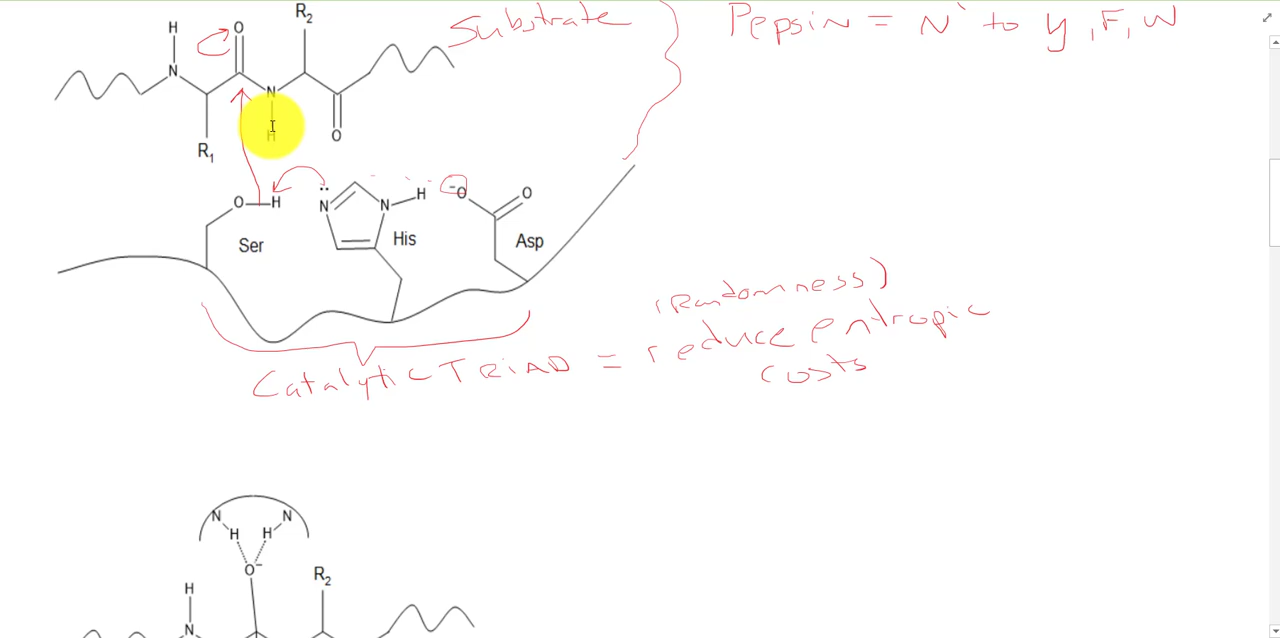 Substrate
Pepsin = N' to Y, F, W
H
O
R2
N
N
H
O
R1
O—H
N
N
H
⁻O
O
Ser
His
Asp
(Randomness)
Catalytic TRiAD = reduce entropic
costs
N
N
H
H
O⁻
H
R2
N